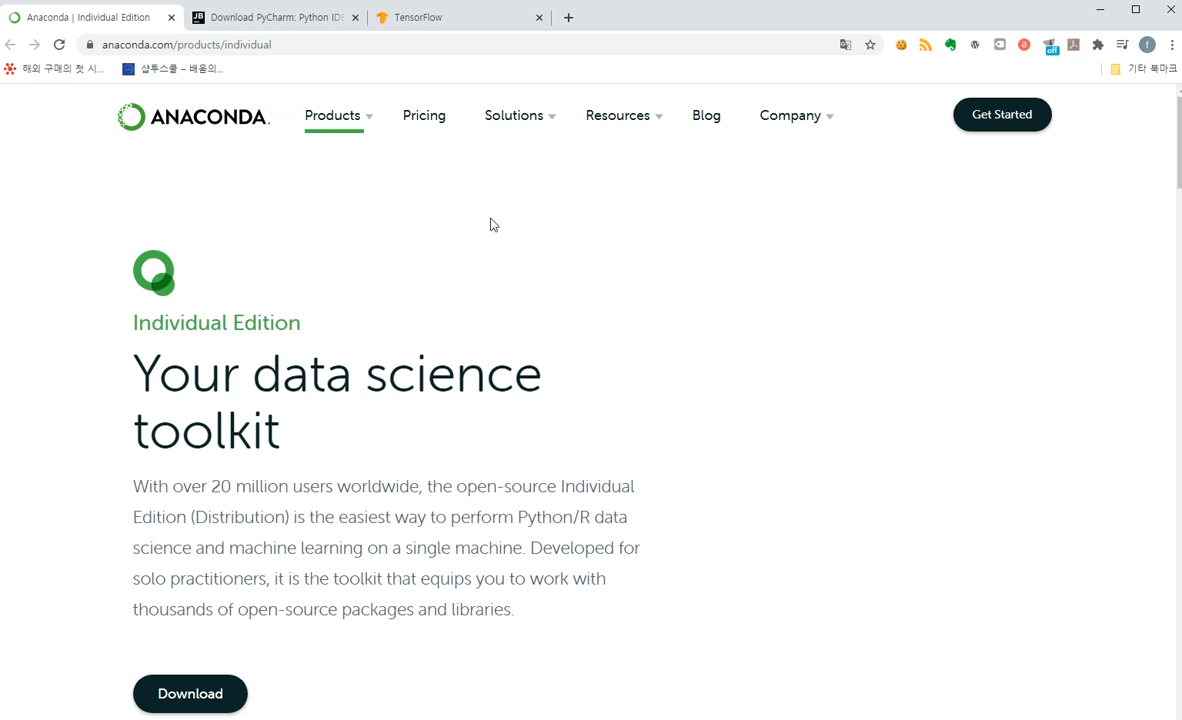 Anaconda | Individual Edition
Download PyCharm: Python IDE
TensorFlow
anaconda.com/products/individual
off
a
f
해외 구매의 첫 시...
샵투스쿨 – 배움의...
기타 북마크
ANACONDA.
Products
Pricing
Solutions
Resources
Blog
Company
Get Started
Individual Edition
Your data science
toolkit
With over 20 million users worldwide, the open-source Individual
Edition (Distribution) is the easiest way to perform Python/R data
science and machine learning on a single machine. Developed for
solo practitioners, it is the toolkit that equips you to work with
thousands of open-source packages and libraries.
Download